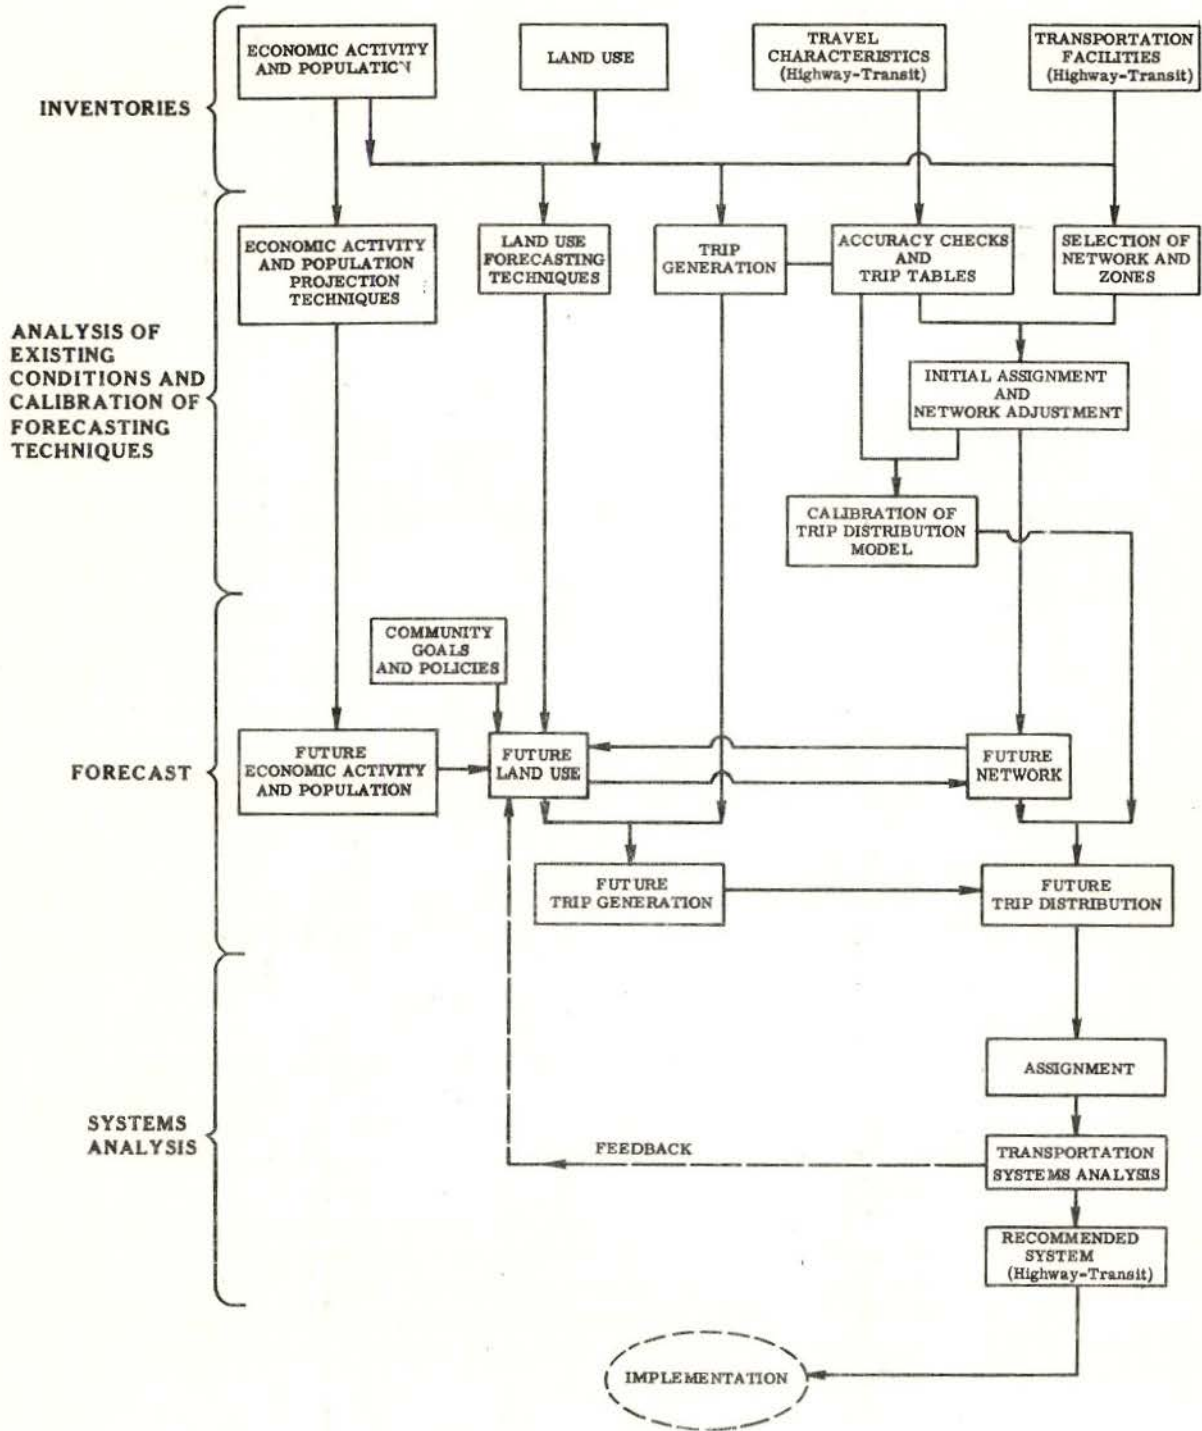 INVENTORIES
ECONOMIC ACTIVITY
AND POPULATION
LAND USE
TRAVEL
CHARACTERISTICS
(Highway-Transit)
TRANSPORTATION
FACILITIES
(Highway-Transit)
ANALYSIS OF
EXISTING
CONDITIONS AND
CALIBRATION OF
FORECASTING
TECHNIQUES
ECONOMIC ACTIVITY
AND POPULATION
PROJECTION
TECHNIQUES
LAND USE
FORECASTING
TECHNIQUES
TRIP
GENERATION
ACCURACY CHECKS
AND
TRIP TABLES
SELECTION OF
NETWORK AND
ZONES
INITIAL ASSIGNMENT
AND
NETWORK ADJUSTMENT
CALIBRATION OF
TRIP DISTRIBUTION
MODEL
FORECAST
COMMUNITY
GOALS
AND POLICIES
FUTURE
ECONOMIC ACTIVITY
AND POPULATION
FUTURE
LAND USE
FUTURE
NETWORK
FUTURE
TRIP GENERATION
FUTURE
TRIP DISTRIBUTION
SYSTEMS
ANALYSIS
ASSIGNMENT
FEEDBACK
TRANSPORTATION
SYSTEMS ANALYSIS
RECOMMENDED
SYSTEM
(Highway-Transit)
IMPLEMENTATION